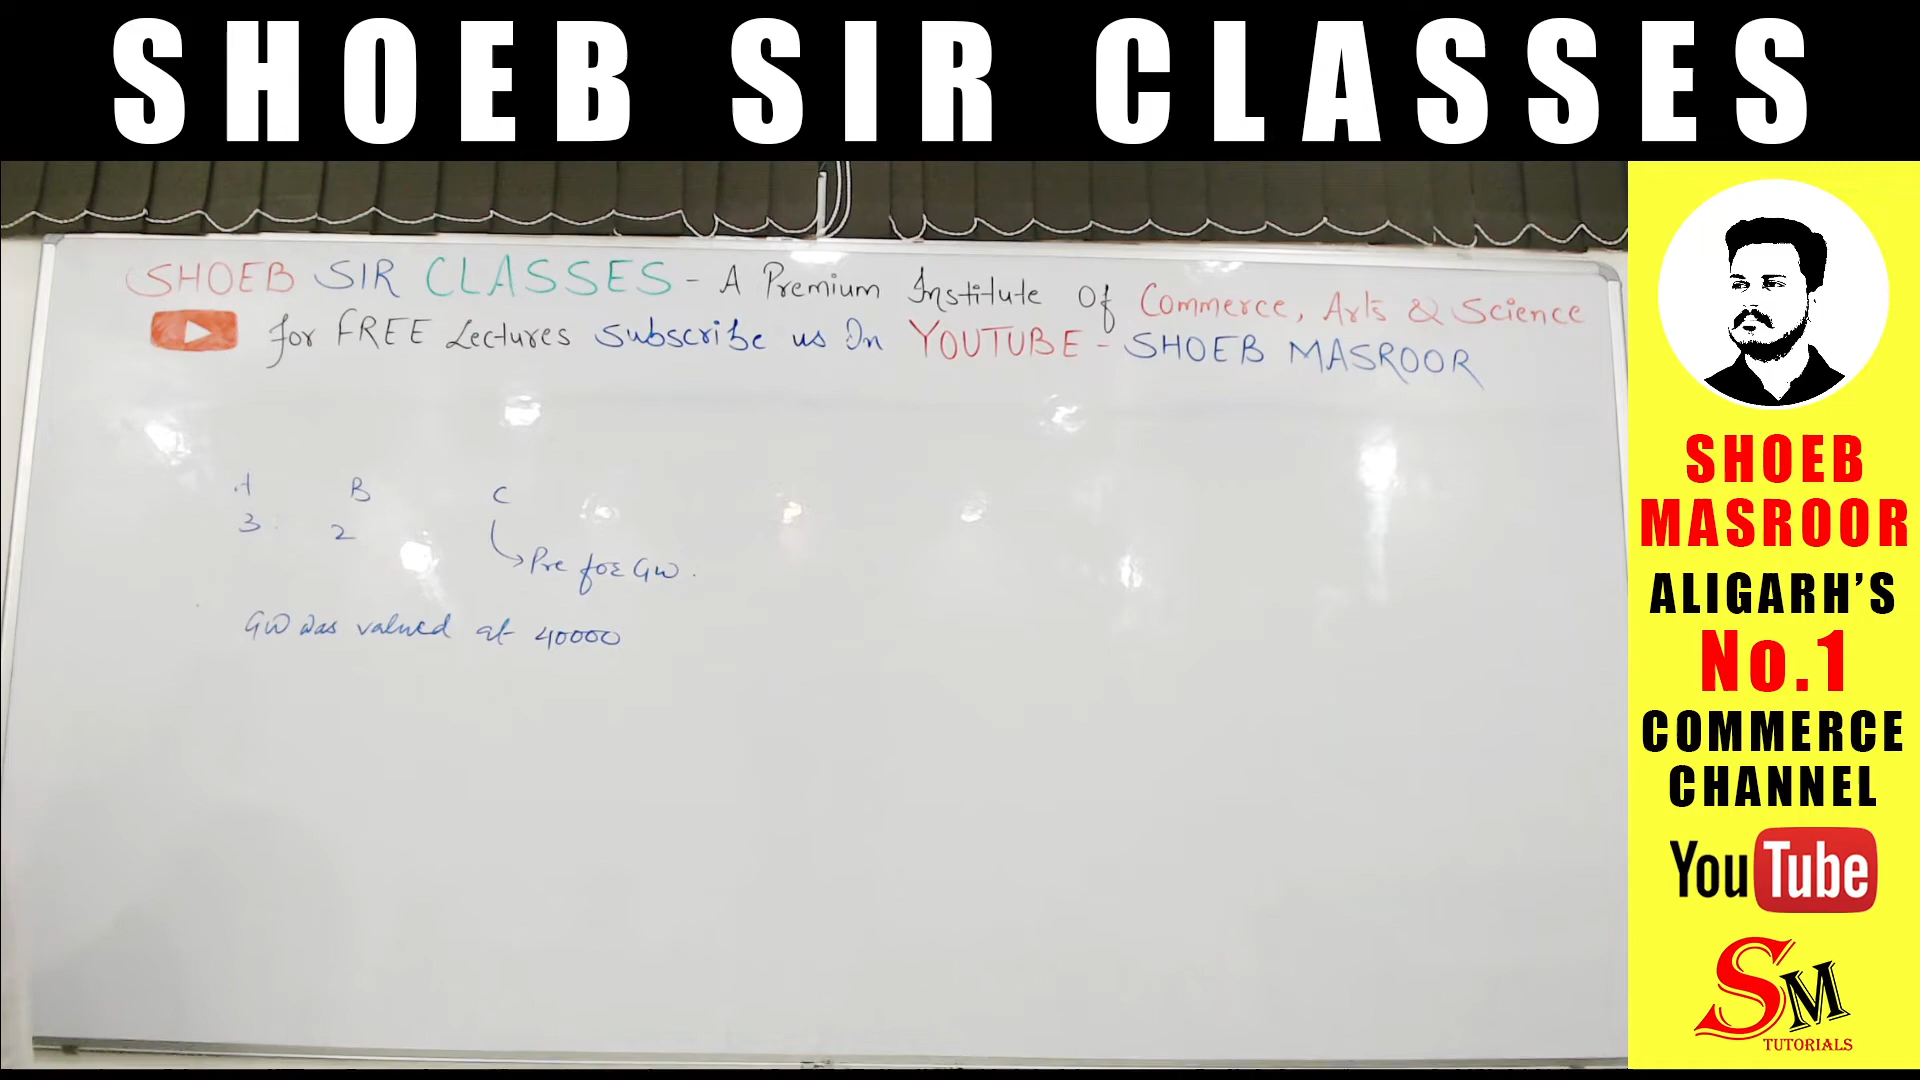 SHOEB SIR CLASSES
SHOEB SIR CLASSES - A Premium Institute Of Commerce, Arts & Science
for FREE Lectures Subscribe us On YOUTUBE - SHOEB MASROOR
A B C
3 : 2
Pre for GW.
GW was valued at 40000
SHOEB
MASROOR
ALIGARH'S
No.1
COMMERCE
CHANNEL
YouTube
SM
TUTORIALS